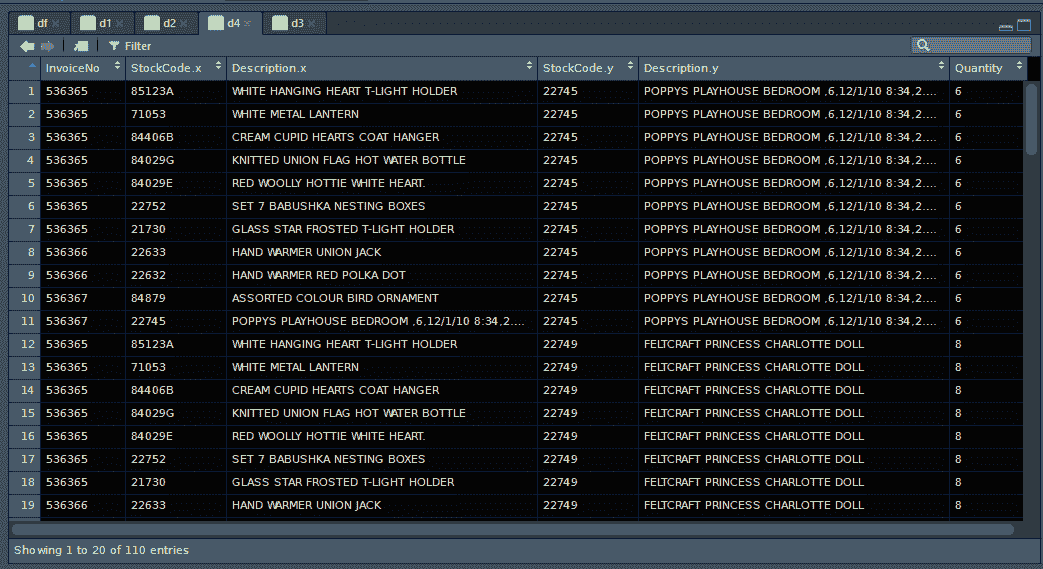 df d1 d2 d4 d3
Filter
InvoiceNo StockCode.x Description.x StockCode.y Description.y Quantity
1 536365 85123A WHITE HANGING HEART T-LIGHT HOLDER 22745 POPPYS PLAYHOUSE BEDROOM ,6,12/1/10 8:34,2.... 6
2 536365 71053 WHITE METAL LANTERN 22745 POPPYS PLAYHOUSE BEDROOM ,6,12/1/10 8:34,2.... 6
3 536365 84406B CREAM CUPID HEARTS COAT HANGER 22745 POPPYS PLAYHOUSE BEDROOM ,6,12/1/10 8:34,2.... 6
4 536365 84029G KNITTED UNION FLAG HOT WATER BOTTLE 22745 POPPYS PLAYHOUSE BEDROOM ,6,12/1/10 8:34,2.... 6
5 536365 84029E RED WOOLLY HOTTIE WHITE HEART. 22745 POPPYS PLAYHOUSE BEDROOM ,6,12/1/10 8:34,2.... 6
6 536365 22752 SET 7 BABUSHKA NESTING BOXES 22745 POPPYS PLAYHOUSE BEDROOM ,6,12/1/10 8:34,2.... 6
7 536365 21730 GLASS STAR FROSTED T-LIGHT HOLDER 22745 POPPYS PLAYHOUSE BEDROOM ,6,12/1/10 8:34,2.... 6
8 536366 22633 HAND WARMER UNION JACK 22745 POPPYS PLAYHOUSE BEDROOM ,6,12/1/10 8:34,2.... 6
9 536366 22632 HAND WARMER RED POLKA DOT 22745 POPPYS PLAYHOUSE BEDROOM ,6,12/1/10 8:34,2.... 6
10 536367 84879 ASSORTED COLOUR BIRD ORNAMENT 22745 POPPYS PLAYHOUSE BEDROOM ,6,12/1/10 8:34,2.... 6
11 536367 22745 POPPYS PLAYHOUSE BEDROOM ,6,12/1/10 8:34,2.... 22745 POPPYS PLAYHOUSE BEDROOM ,6,12/1/10 8:34,2.... 6
12 536365 85123A WHITE HANGING HEART T-LIGHT HOLDER 22749 FELTCRAFT PRINCESS CHARLOTTE DOLL 8
13 536365 71053 WHITE METAL LANTERN 22749 FELTCRAFT PRINCESS CHARLOTTE DOLL 8
14 536365 84406B CREAM CUPID HEARTS COAT HANGER 22749 FELTCRAFT PRINCESS CHARLOTTE DOLL 8
15 536365 84029G KNITTED UNION FLAG HOT WATER BOTTLE 22749 FELTCRAFT PRINCESS CHARLOTTE DOLL 8
16 536365 84029E RED WOOLLY HOTTIE WHITE HEART. 22749 FELTCRAFT PRINCESS CHARLOTTE DOLL 8
17 536365 22752 SET 7 BABUSHKA NESTING BOXES 22749 FELTCRAFT PRINCESS CHARLOTTE DOLL 8
18 536365 21730 GLASS STAR FROSTED T-LIGHT HOLDER 22749 FELTCRAFT PRINCESS CHARLOTTE DOLL 8
19 536366 22633 HAND WARMER UNION JACK 22749 FELTCRAFT PRINCESS CHARLOTTE DOLL 8
Showing 1 to 20 of 110 entries